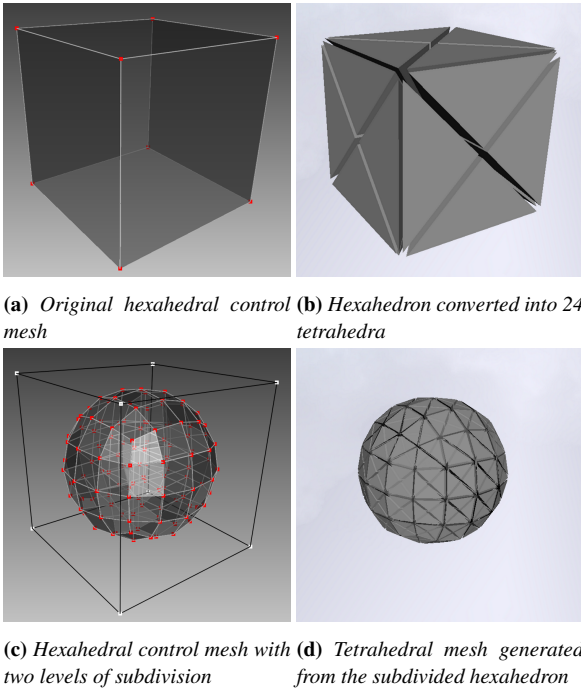 (a) Original hexahedral control
mesh
(b) Hexahedron converted into 24
tetrahedra
(c) Hexahedral control mesh with
two levels of subdivision
(d) Tetrahedral mesh generated
from the subdivided hexahedron